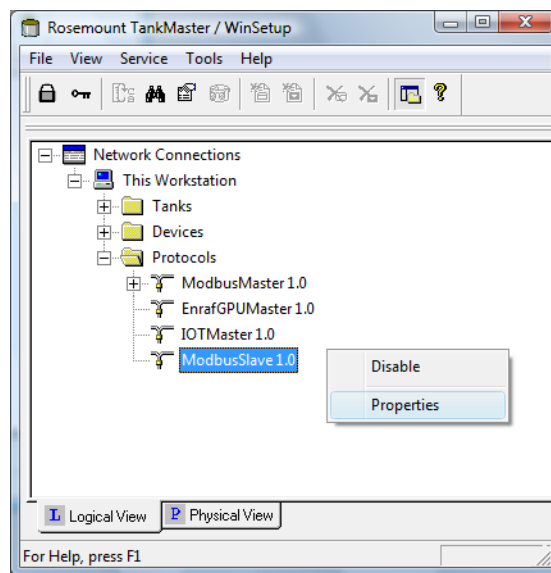 Rosemount TankMaster / WinSetup
File View Service Tools Help
Network Connections
This Workstation
Tanks
Devices
Protocols
ModbusMaster 1.0
EnrafGPUMaster 1.0
IOTMaster 1.0
ModbusSlave 1.0
Disable
Properties
L Logical View P Physical View
For Help, press F1